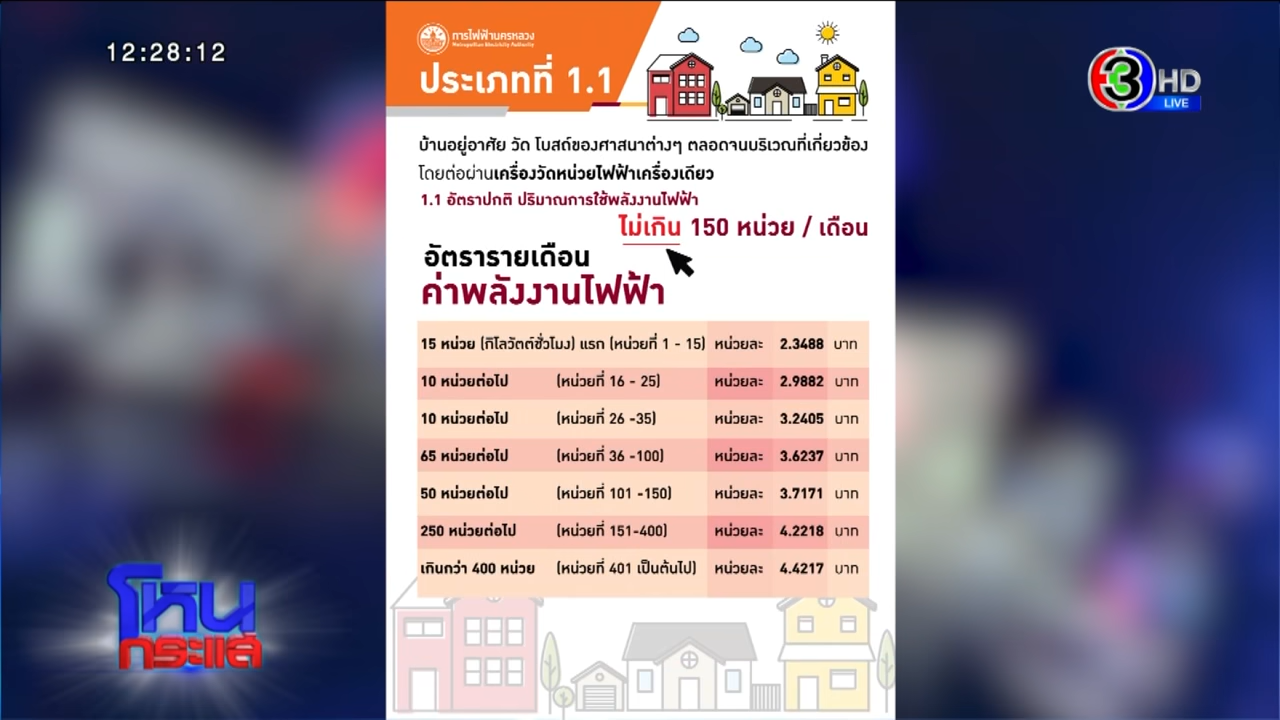 12:28:12
การไฟฟ้านครหลวง
Metropolitan Electricity Authority
ประเภทที่ 1.1
3 HD
LIVE
บ้านอยู่อาศัย วัด โบสถ์ของศาสนาต่างๆ ตลอดจนบริเวณที่เกี่ยวข้อง
โดยต่อผ่านเครื่องวัดหน่วยไฟฟ้าเครื่องเดียว
1.1 อัตราปกติ ปริมาณการใช้พลังงานไฟฟ้า
ไม่เกิน 150 หน่วย / เดือน
อัตรารายเดือน
ค่าพลังงานไฟฟ้า
15 หน่วย (กิโลวัตต์ชั่วโมง) แรก (หน่วยที่ 1 - 15) หน่วยละ 2.3488 บาท
10 หน่วยต่อไป (หน่วยที่ 16 - 25) หน่วยละ 2.9882 บาท
10 หน่วยต่อไป (หน่วยที่ 26 -35) หน่วยละ 3.2405 บาท
65 หน่วยต่อไป (หน่วยที่ 36 -100) หน่วยละ 3.6237 บาท
50 หน่วยต่อไป (หน่วยที่ 101 -150) หน่วยละ 3.7171 บาท
250 หน่วยต่อไป (หน่วยที่ 151-400) หน่วยละ 4.2218 บาท
เกินกว่า 400 หน่วย (หน่วยที่ 401 เป็นต้นไป) หน่วยละ 4.4217 บาท
โหน
กระแส